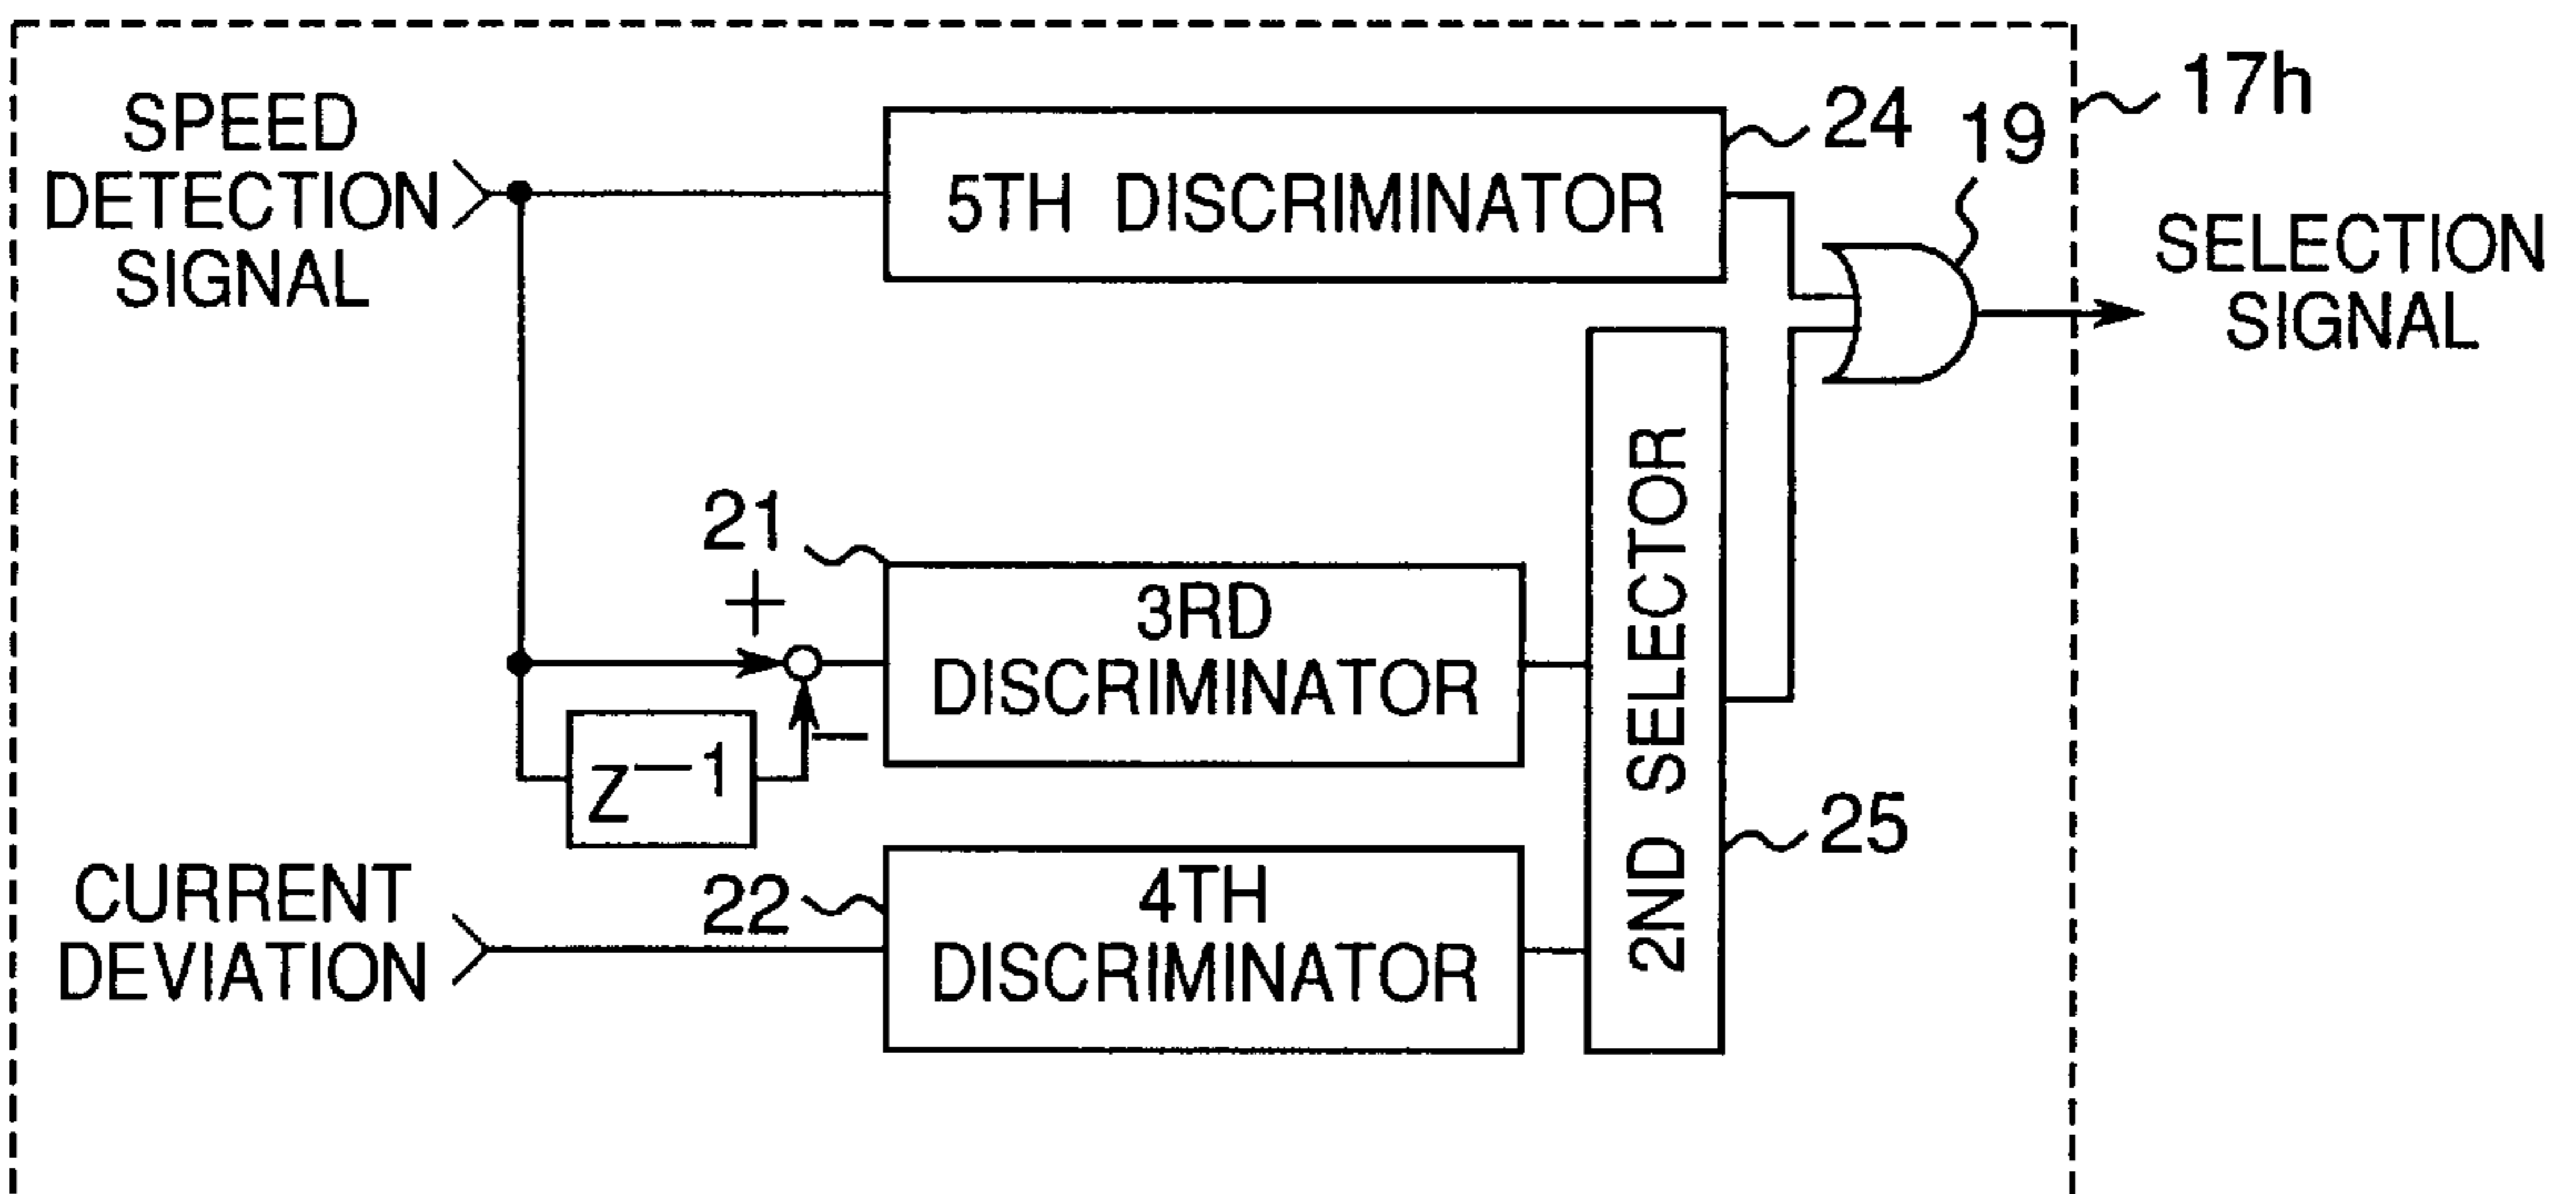 17h
SPEED
DETECTION
SIGNAL
24
19
5TH DISCRIMINATOR
SELECTION
SIGNAL
21
+
3RD
DISCRIMINATOR
2ND SELECTOR
Z⁻¹
−
25
CURRENT
DEVIATION
22
4TH
DISCRIMINATOR